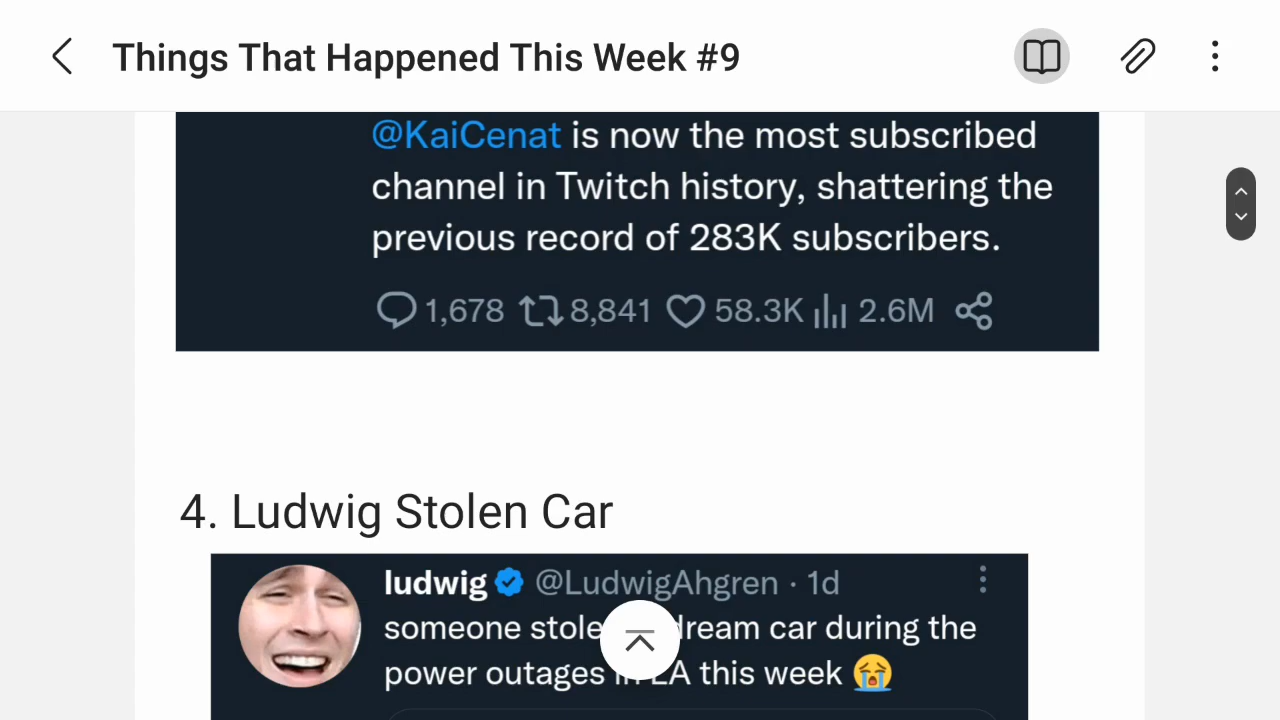 Things That Happened This Week #9
@KaiCenat is now the most subscribed
channel in Twitch history, shattering the
previous record of 283K subscribers.
1,678 8,841 58.3K 2.6M
4. Ludwig Stolen Car
ludwig @LudwigAhgren · 1d
someone stole dream car during the
power outages in LA this week 😭